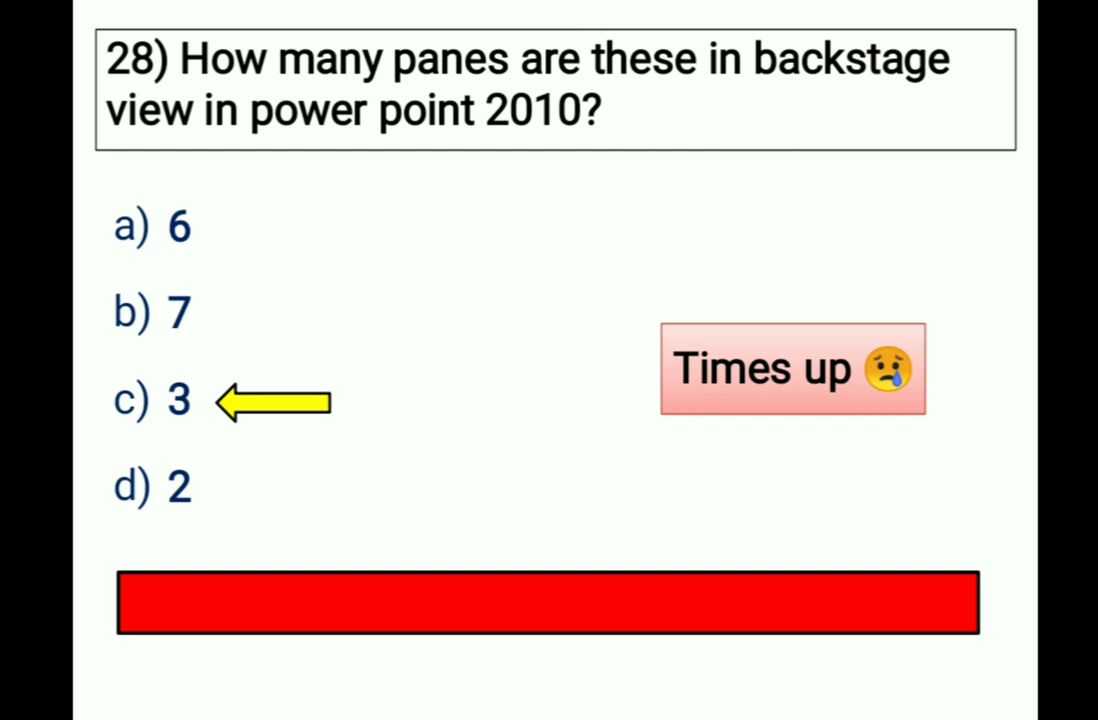 28) How many panes are these in backstage
view in power point 2010?
a) 6
b) 7
c) 3
Times up 😢
d) 2